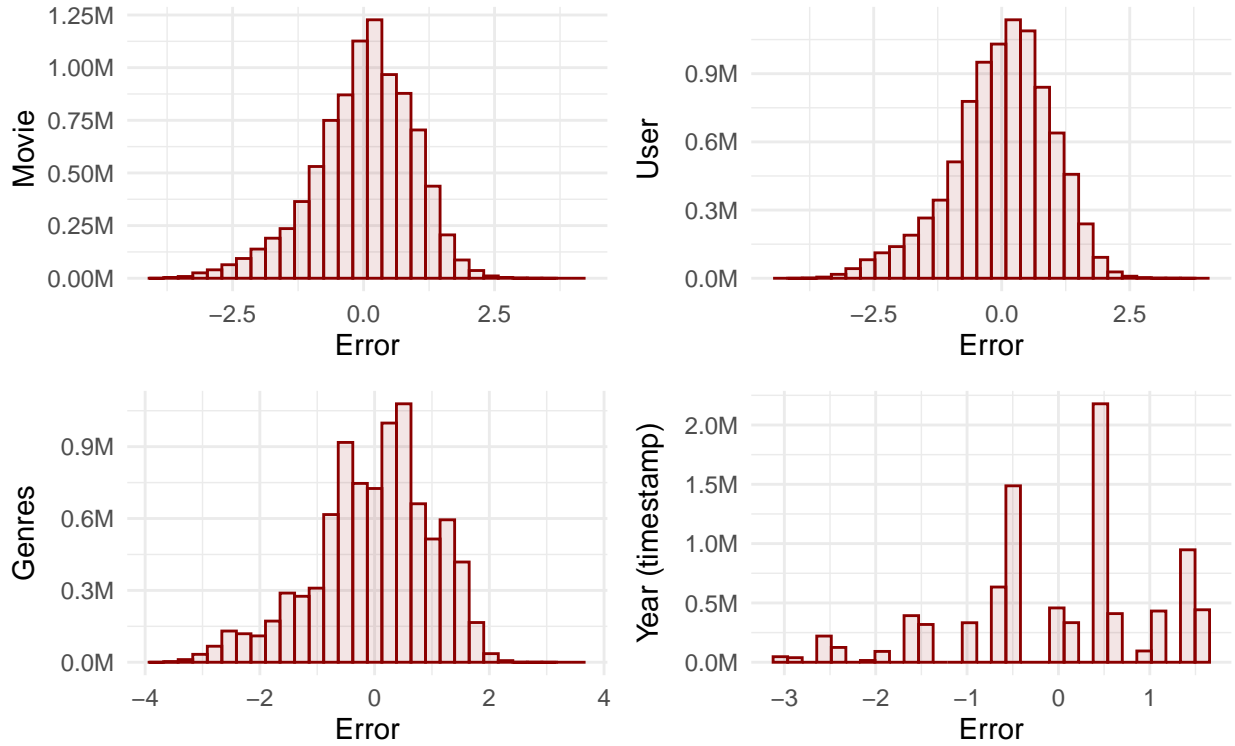 Movie
1.25M
1.00M
0.75M
0.50M
0.25M
0.00M
−2.5 0.0 2.5
Error
User
0.9M
0.6M
0.3M
0.0M
−2.5 0.0 2.5
Error
Genres
0.9M
0.6M
0.3M
0.0M
−4 −2 0 2 4
Error
Year (timestamp)
2.0M
1.5M
1.0M
0.5M
0.0M
−3 −2 −1 0 1
Error